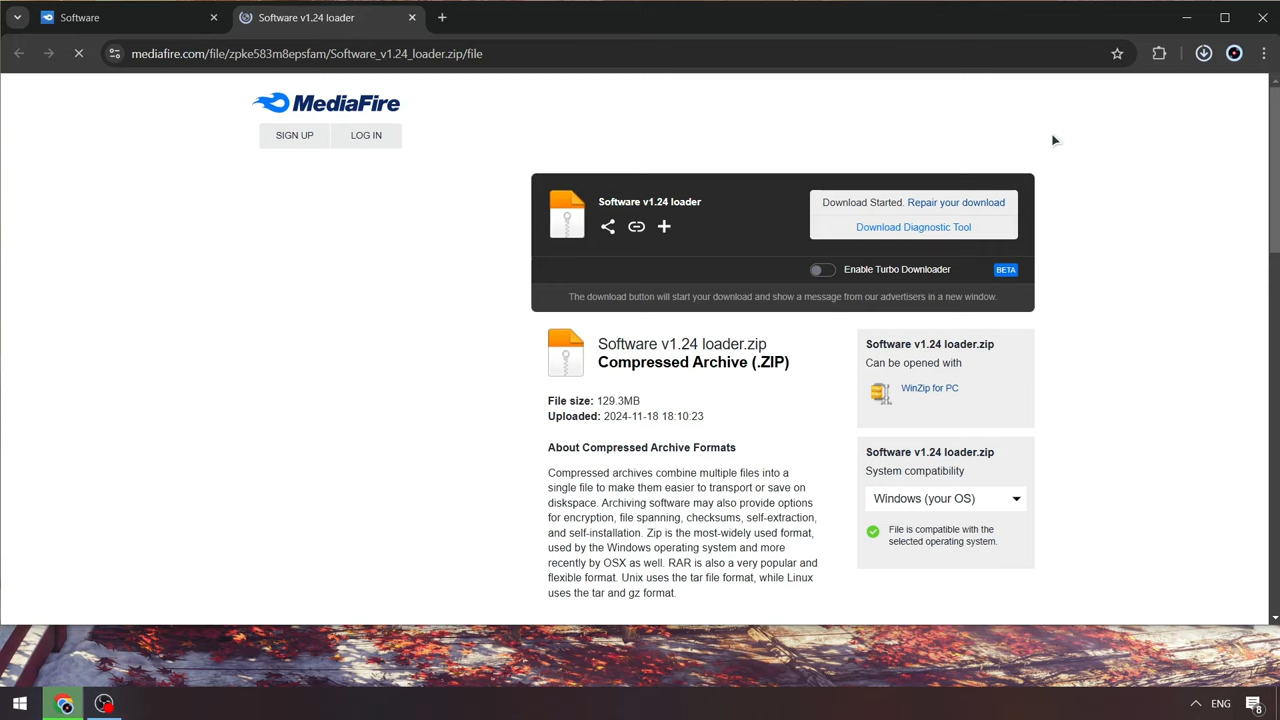 Software
Software v1.24 loader
mediafire.com/file/zpke583m8epsfam/Software_v1.24_loader.zip/file
MediaFire
SIGN UP
LOG IN
Software v1.24 loader
Download Started. Repair your download
Download Diagnostic Tool
Enable Turbo Downloader
BETA
The download button will start your download and show a message from our advertisers in a new window.
Software v1.24 loader.zip
Compressed Archive (.ZIP)
File size: 129.3MB
Uploaded: 2024-11-18 18:10:23
About Compressed Archive Formats
Compressed archives combine multiple files into a
single file to make them easier to transport or save on
diskspace. Archiving software may also provide options
for encryption, file spanning, checksums, self-extraction,
and self-installation. Zip is the most-widely used format,
used by the Windows operating system and more
recently by OSX as well. RAR is also a very popular and
flexible format. Unix uses the tar file format, while Linux
uses the tar and gz format.
Software v1.24 loader.zip
Can be opened with
WinZip for PC
Software v1.24 loader.zip
System compatibility
Windows (your OS)
File is compatible with the
selected operating system.
ENG
8